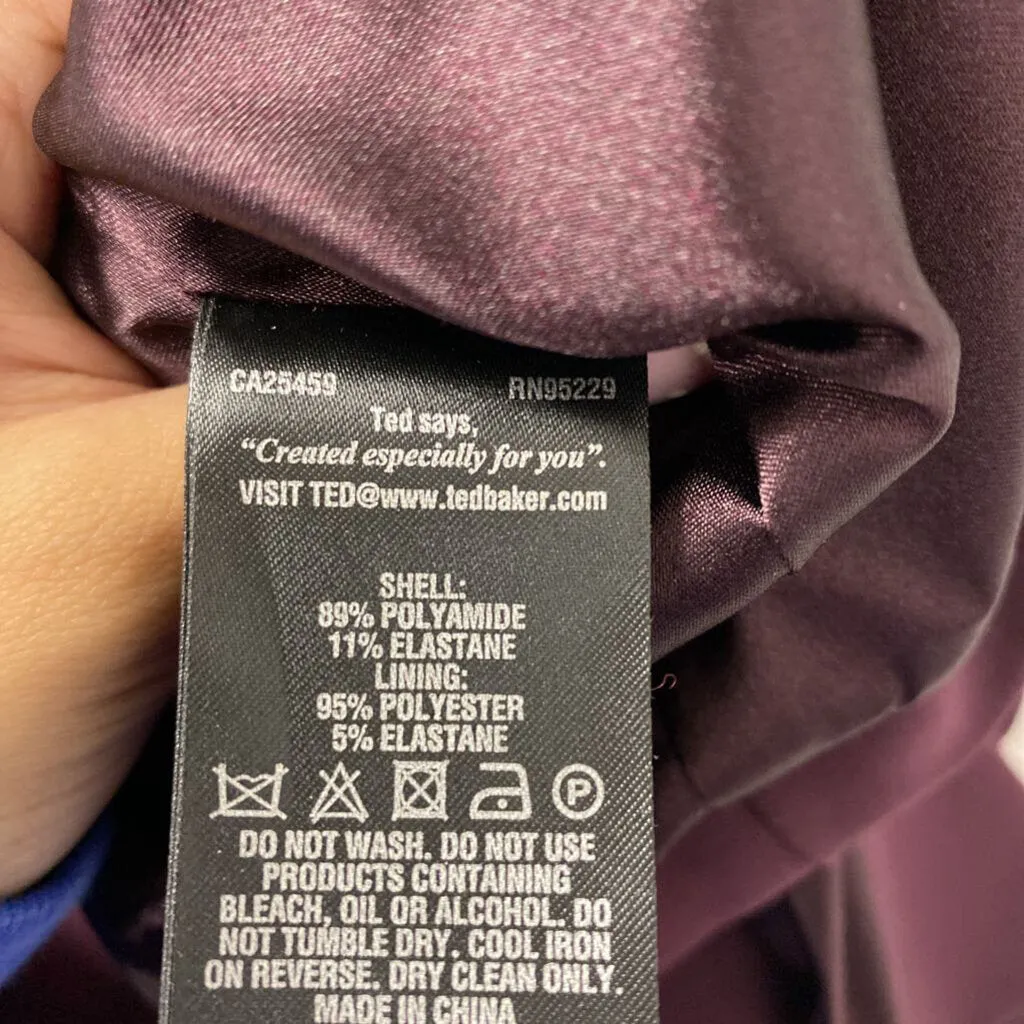 CA25459 RN95229
Ted says,
“Created especially for you”.
VISIT TED@www.tedbaker.com
SHELL:
89% POLYAMIDE
11% ELASTANE
LINING:
95% POLYESTER
5% ELASTANE
P
DO NOT WASH. DO NOT USE
PRODUCTS CONTAINING
BLEACH, OIL OR ALCOHOL. DO
NOT TUMBLE DRY. COOL IRON
ON REVERSE. DRY CLEAN ONLY.
MADE IN CHINA